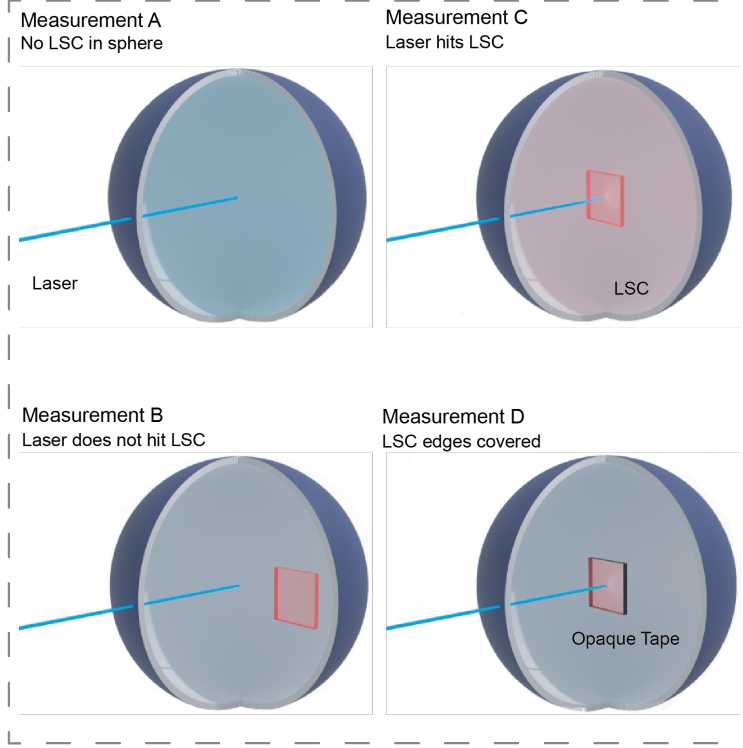 Measurement A
No LSC in sphere
Laser
Measurement C
Laser hits LSC
LSC
Measurement B
Laser does not hit LSC
Measurement D
LSC edges covered
Opaque Tape